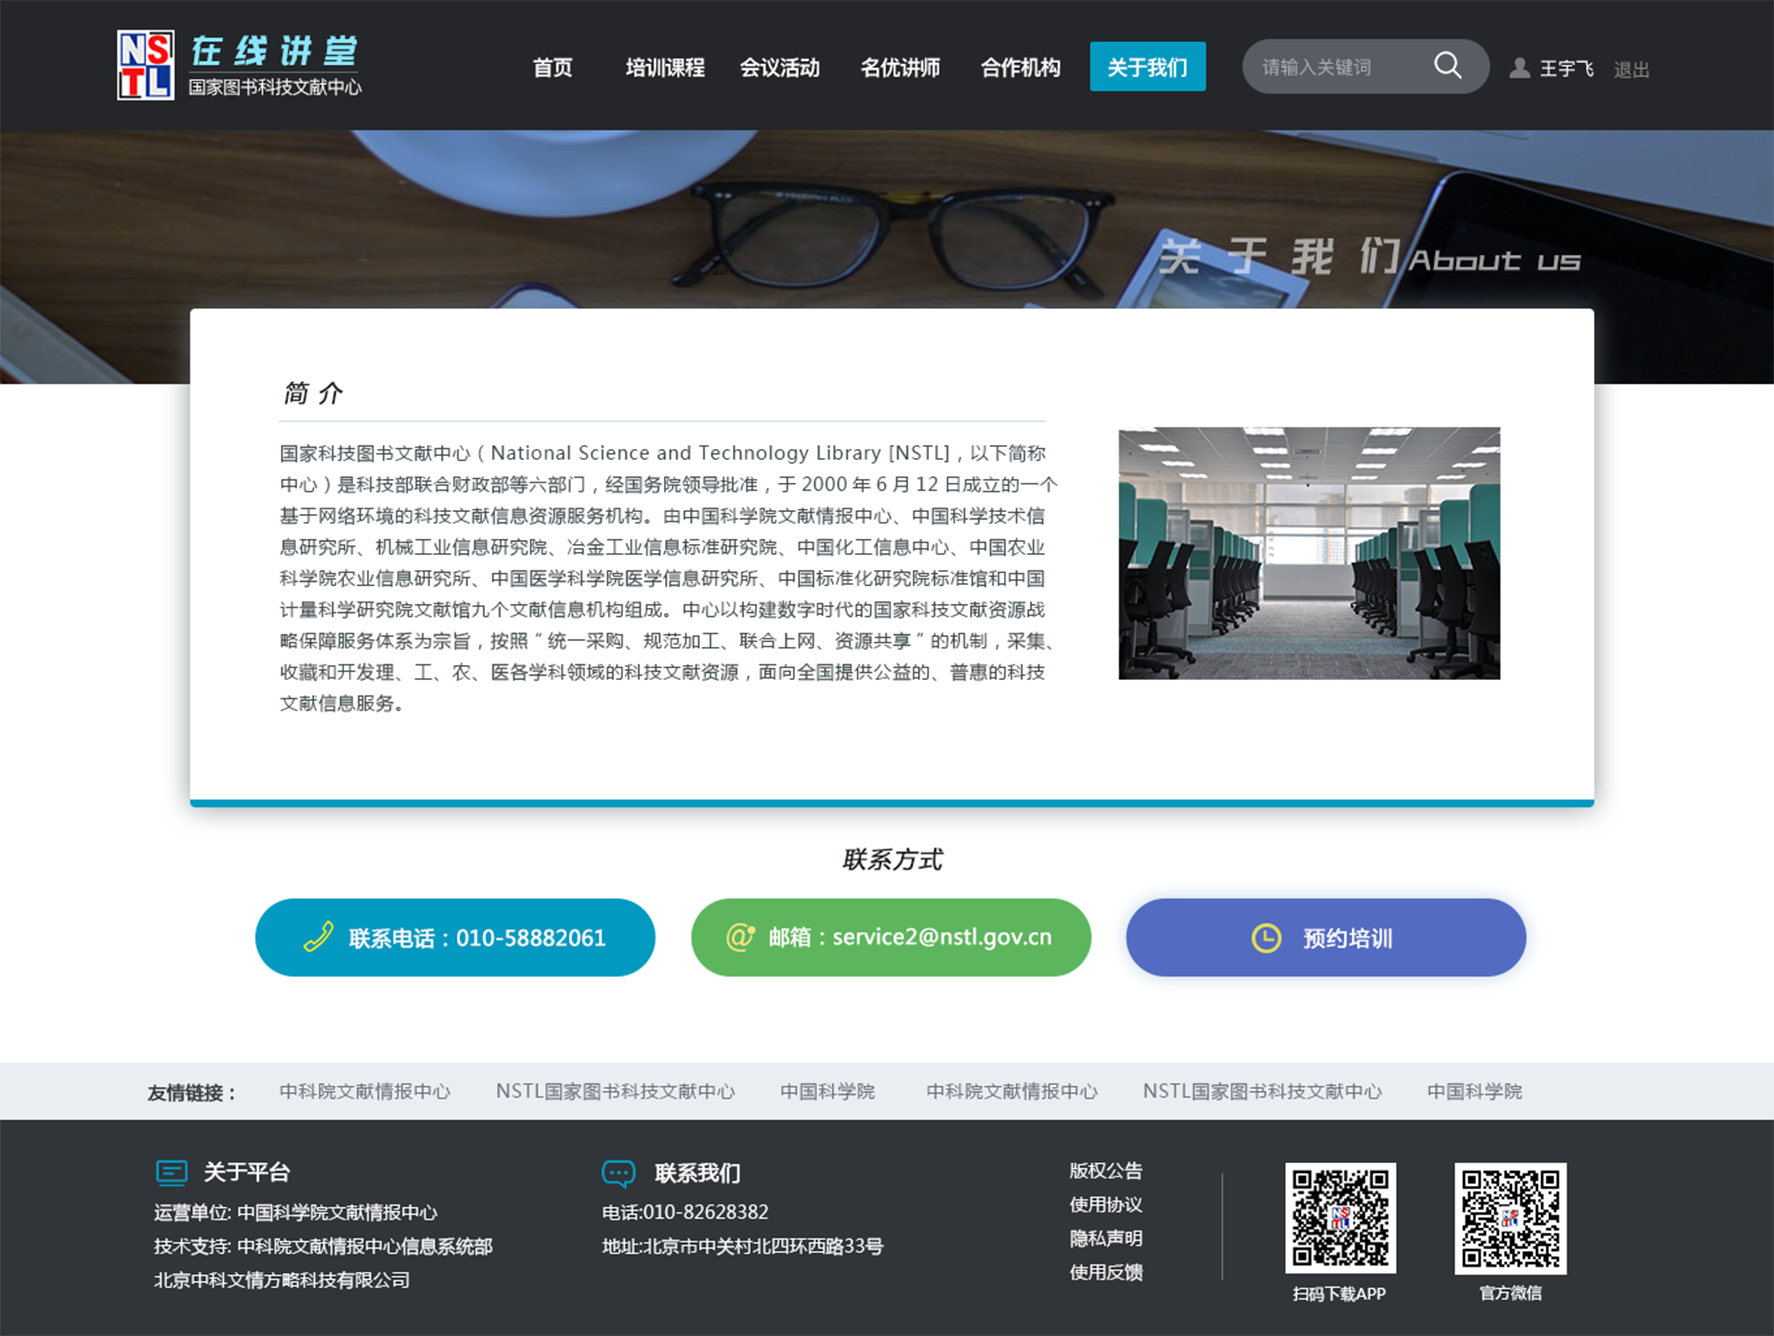 NSTL
在线讲堂
国家图书科技文献中心
首页 培训课程 会议活动 名优讲师 合作机构 关于我们 请输入关键词 王宇飞 退出
关于我们About us
简 介
国家科技图书文献中心（National Science and Technology Library [NSTL]，以下简称
中心）是科技部联合财政部等六部门，经国务院领导批准，于 2000 年 6 月 12 日成立的一个
基于网络环境的科技文献信息资源服务机构。由中国科学院文献情报中心、中国科学技术信
息研究所、机械工业信息研究院、冶金工业信息标准研究院、中国化工信息中心、中国农业
科学院农业信息研究所、中国医学科学院医学信息研究所、中国标准化研究院标准馆和中国
计量科学研究院文献馆九个文献信息机构组成。中心以构建数字时代的国家科技文献资源战
略保障服务体系为宗旨，按照“统一采购、规范加工、联合上网、资源共享”的机制，采集、
收藏和开发理、工、农、医各学科领域的科技文献资源，面向全国提供公益的、普惠的科技
文献信息服务。
联系方式
联系电话：010-58882061
邮箱：service2@nstl.gov.cn
预约培训
友情链接： 中科院文献情报中心 NSTL国家图书科技文献中心 中国科学院 中科院文献情报中心 NSTL国家图书科技文献中心 中国科学院
关于平台
运营单位: 中国科学院文献情报中心
技术支持: 中科院文献情报中心信息系统部
北京中科文情方略科技有限公司
联系我们
电话:010-82628382
地址:北京市中关村北四环西路33号
版权公告
使用协议
隐私声明
使用反馈
NSTL
扫码下载APP
NSTL
官方微信